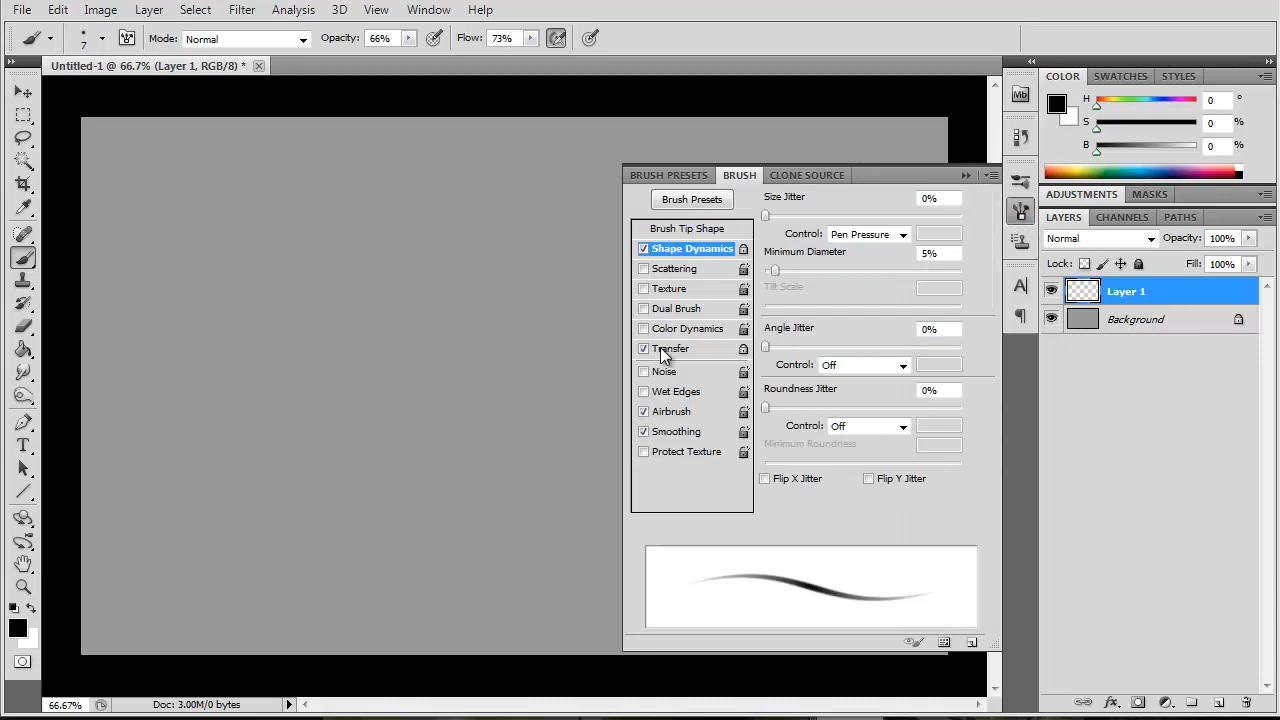 File Edit Image Layer Select Filter Analysis 3D View Window Help
7 Mode: Normal Opacity: 66% Flow: 73%
Untitled-1 @ 66.7% (Layer 1, RGB/8) *
BRUSH PRESETS BRUSH CLONE SOURCE
Brush Presets
Brush Tip Shape
Shape Dynamics
Scattering
Texture
Dual Brush
Color Dynamics
Transfer
Noise
Wet Edges
Airbrush
Smoothing
Protect Texture
Size Jitter 0%
Control: Pen Pressure
Minimum Diameter 5%
Tilt Scale
Angle Jitter 0%
Control: Off
Roundness Jitter 0%
Control: Off
Minimum Roundness
Flip X Jitter Flip Y Jitter
Mb
A
COLOR SWATCHES STYLES
H 0 °
S 0 %
B 0 %
ADJUSTMENTS MASKS
LAYERS CHANNELS PATHS
Normal Opacity: 100%
Lock: Fill: 100%
Layer 1
Background
66.67% Doc: 3.00M/0 bytes